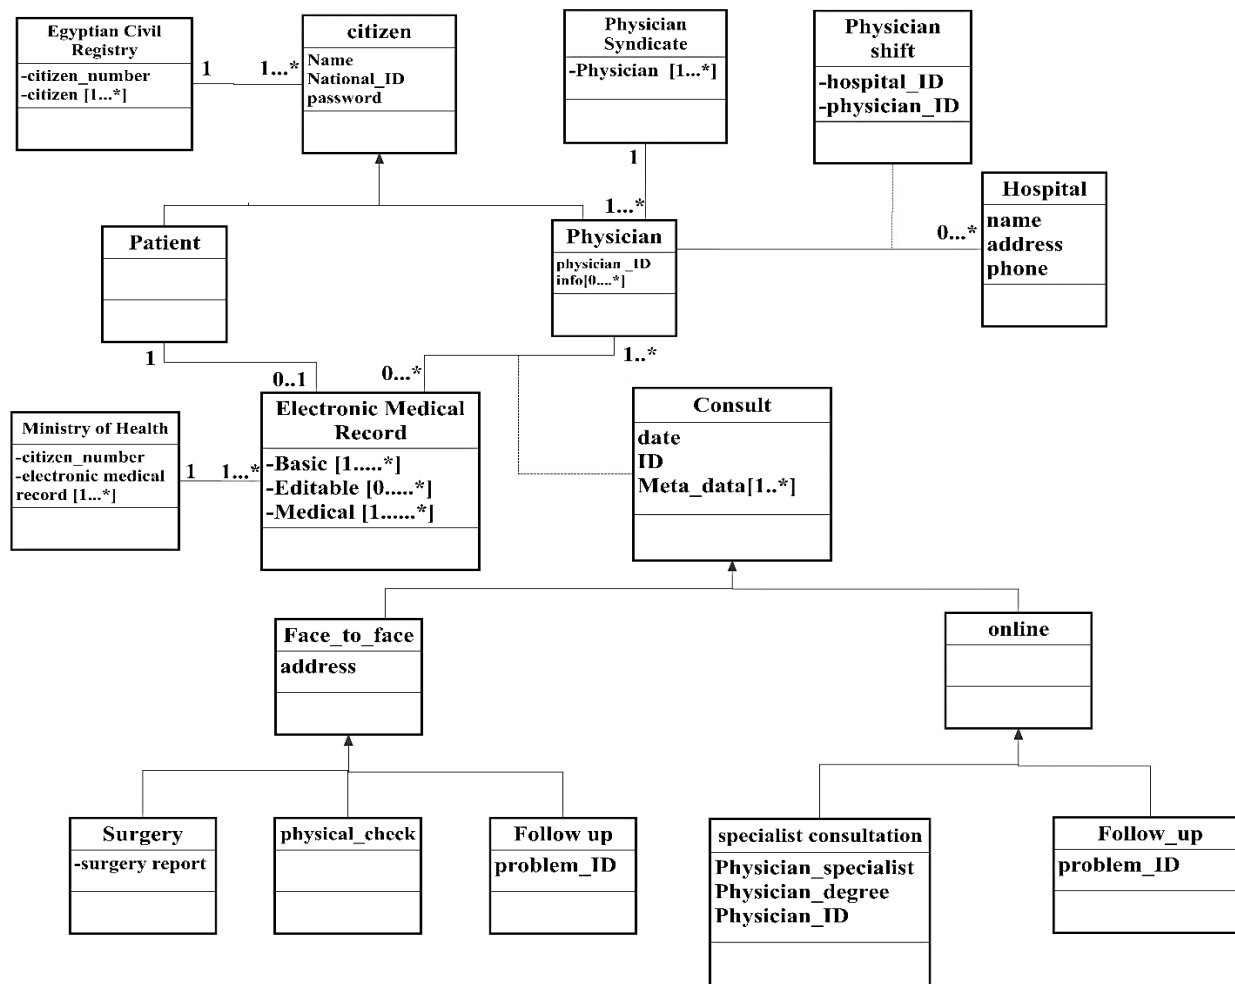 Egyptian Civil
Registry
-citizen_number
-citizen [1...*]
1
1...*
citizen
Name
National_ID
password
Physician
Syndicate
-Physician [1...*]
1
1...*
Physician
shift
-hospital_ID
-physician_ID
Hospital
name
address
phone
0...*
Patient
1
0..1
Physician
physician _ID
info[0....*]
1..*
0...*
Ministry of Health
-citizen_number
-electronic medical
record [1...*]
1
1...*
Electronic Medical
Record
-Basic [1.....*]
-Editable [0.....*]
-Medical [1......*]
Consult
date
ID
Meta_data[1..*]
Face_to_face
address
online
Surgery
-surgery report
physical_check
Follow up
problem_ID
specialist consultation
Physician_specialist
Physician_degree
Physician_ID
Follow_up
problem_ID